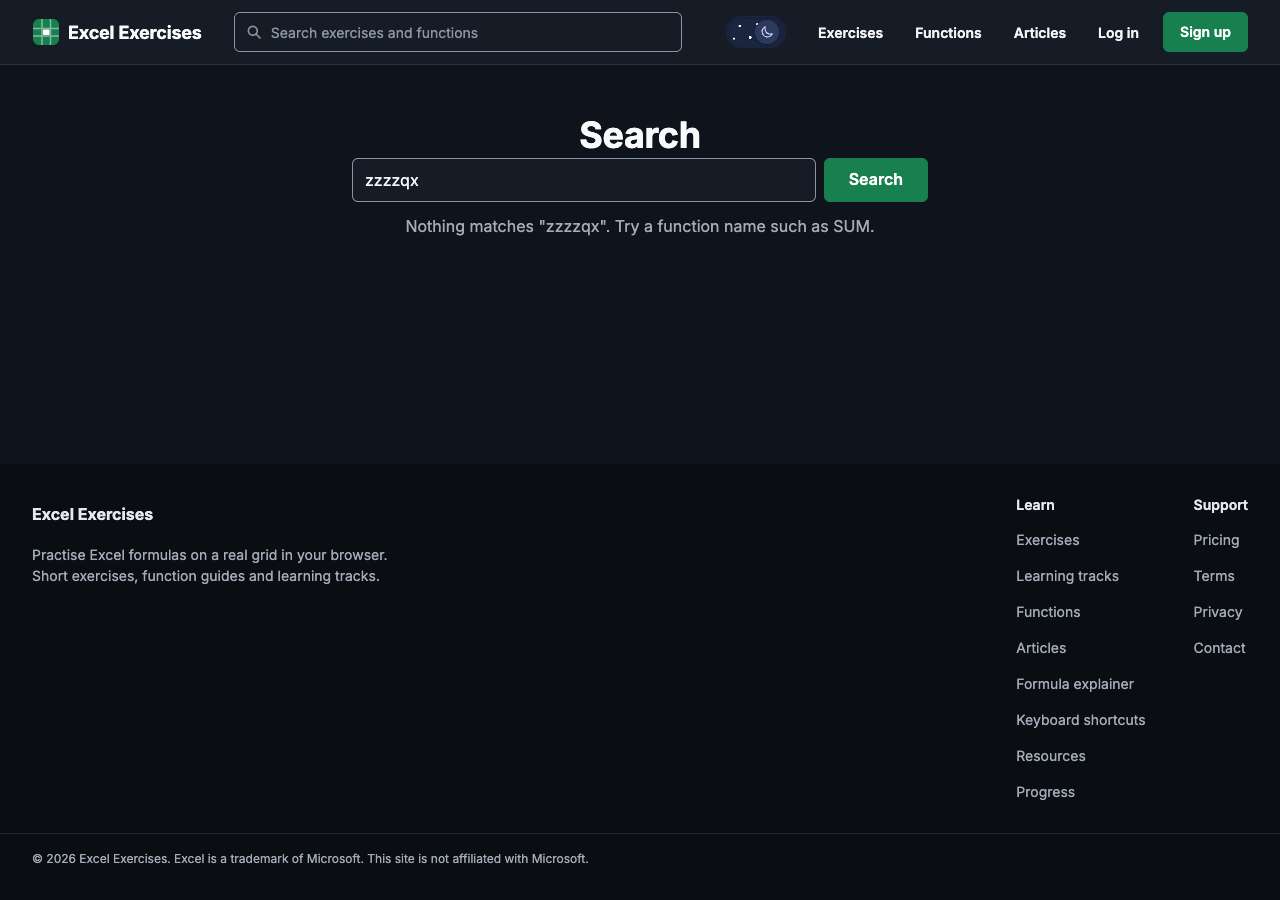 Excel Exercises
Search exercises and functions
Exercises
Functions
Articles
Log in
Sign up
Search
zzzzqx
Search
Nothing matches "zzzzqx". Try a function name such as SUM.
Excel Exercises
Practise Excel formulas on a real grid in your browser.
Short exercises, function guides and learning tracks.
Learn
Exercises
Learning tracks
Functions
Articles
Formula explainer
Keyboard shortcuts
Resources
Progress
Support
Pricing
Terms
Privacy
Contact
© 2026 Excel Exercises. Excel is a trademark of Microsoft. This site is not affiliated with Microsoft.